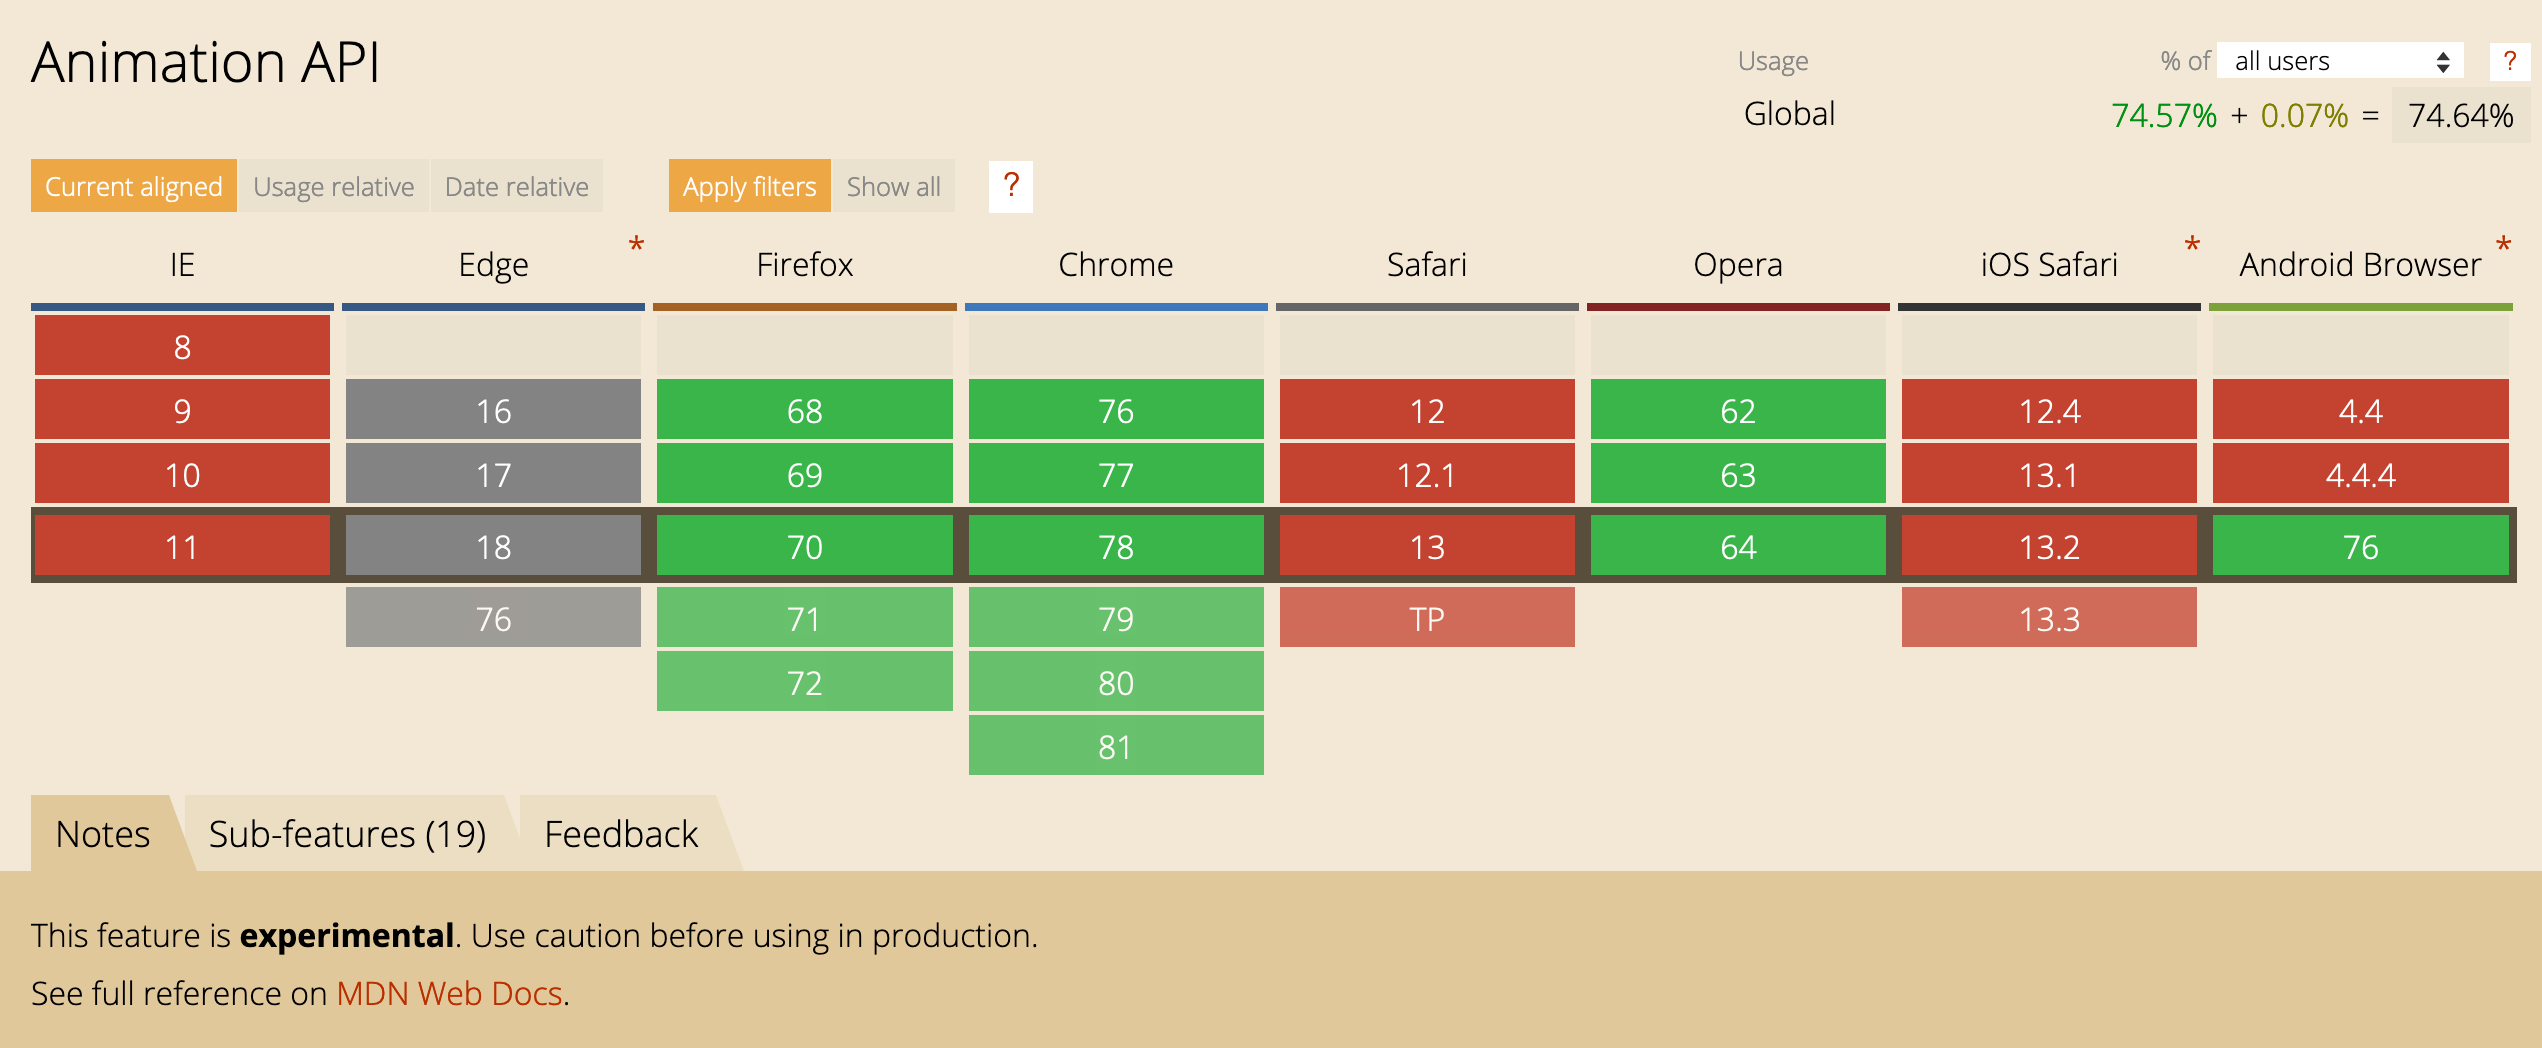 Animation API
Usage % of all users ?
Global 74.57% + 0.07% = 74.64%
Current aligned Usage relative Date relative Apply filters Show all ?
IE Edge * Firefox Chrome Safari Opera iOS Safari * Android Browser *
8
9 16 68 76 12 62 12.4 4.4
10 17 69 77 12.1 63 13.1 4.4.4
11 18 70 78 13 64 13.2 76
76 71 79 TP 13.3
72 80
81
Notes Sub-features (19) Feedback
This feature is experimental. Use caution before using in production.
See full reference on MDN Web Docs.